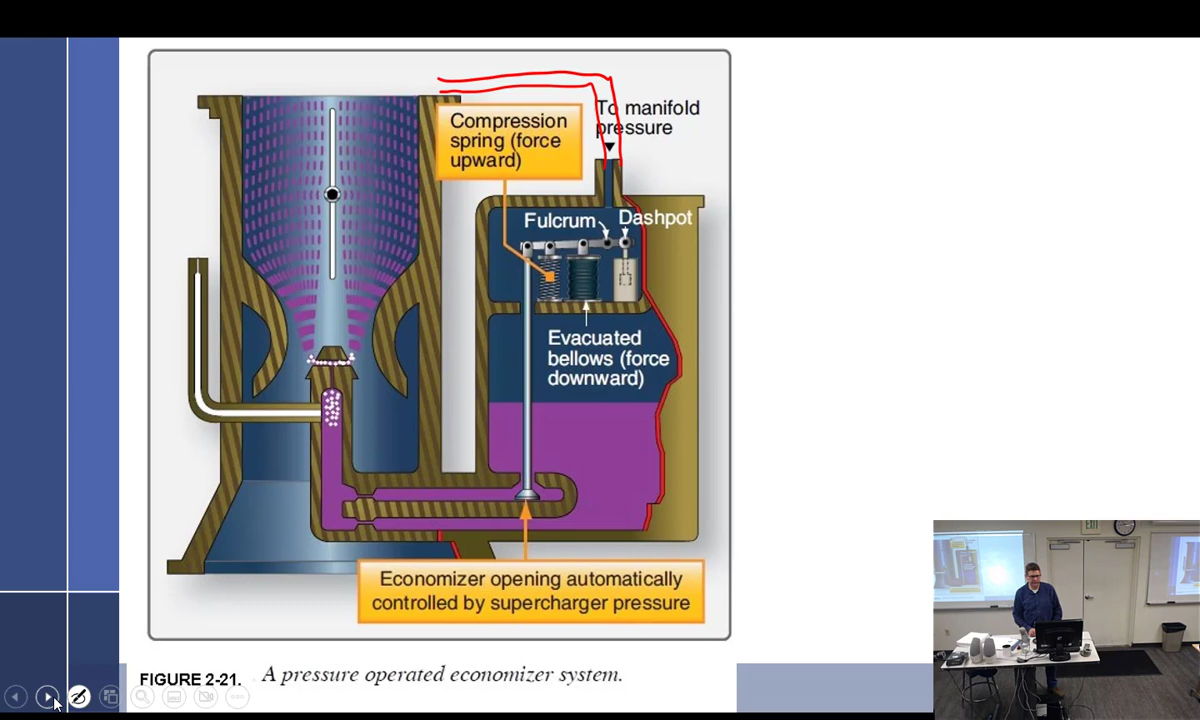 To manifold
pressure
Compression
spring (force
upward)
Fulcrum
Dashpot
Evacuated
bellows (force
downward)
Economizer opening automatically
controlled by supercharger pressure
FIGURE 2-21. A pressure operated economizer system.
EXIT